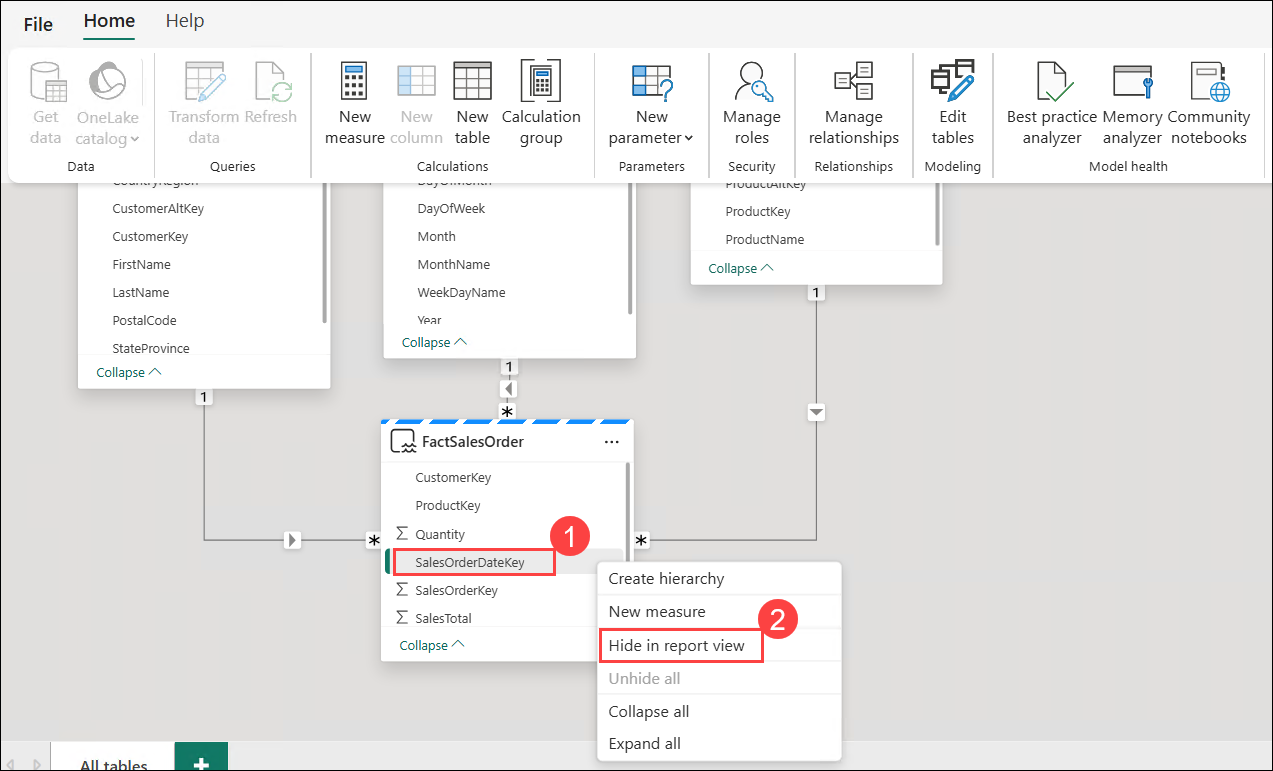 File Home Help
Get data
OneLake catalog
Transform data
Refresh
New measure
New column
New table
Calculation group
New parameter
Manage roles
Manage relationships
Edit tables
Best practice analyzer
Memory analyzer
Community notebooks
Data
Queries
Calculations
Parameters
Security
Relationships
Modeling
Model health
CountryRegion
CustomerAltKey
CustomerKey
FirstName
LastName
PostalCode
StateProvince
Collapse
DayOfMonth
DayOfWeek
Month
MonthName
WeekDayName
Year
Collapse
ProductAltKey
ProductKey
ProductName
Collapse
1
1
1
*
FactSalesOrder
...
CustomerKey
ProductKey
Σ Quantity
SalesOrderDateKey
Σ SalesOrderKey
Σ SalesTotal
Collapse
*
*
1
Create hierarchy
New measure
Hide in report view
2
Unhide all
Collapse all
Expand all
All tables
+